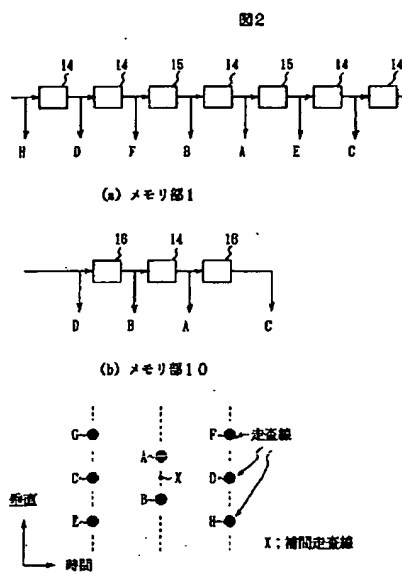 図2
14 14 15 14 15 14 14
H D F B A E C
(a) メモリ部1
16 14 16
D B A C
(b) メモリ部10
G F 走査線
A
C X D
B
垂直 E H
時間 X;補間走査線